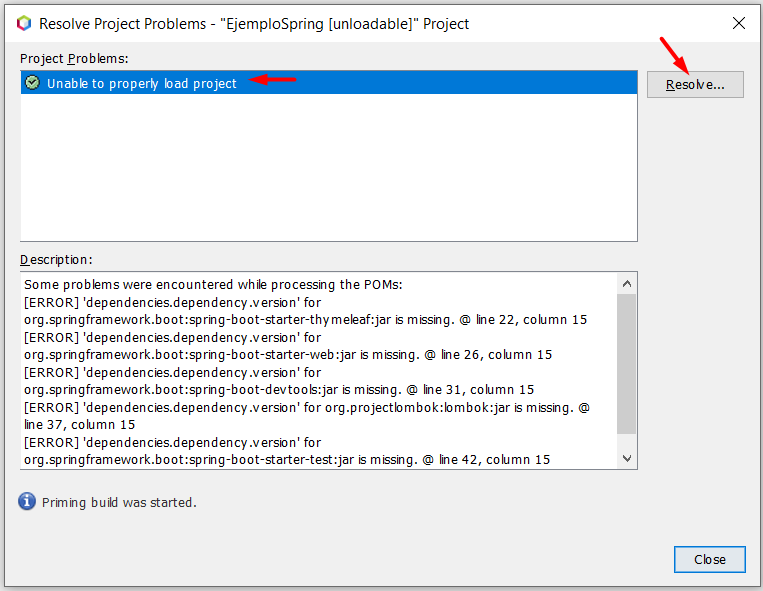 Resolve Project Problems - "EjemploSpring [unloadable]" Project
Project Problems:
Unable to properly load project
Resolve...
Description:
Some problems were encountered while processing the POMs:
[ERROR] 'dependencies.dependency.version' for
org.springframework.boot:spring-boot-starter-thymeleaf:jar is missing. @ line 22, column 15
[ERROR] 'dependencies.dependency.version' for
org.springframework.boot:spring-boot-starter-web:jar is missing. @ line 26, column 15
[ERROR] 'dependencies.dependency.version' for
org.springframework.boot:spring-boot-devtools:jar is missing. @ line 31, column 15
[ERROR] 'dependencies.dependency.version' for org.projectlombok:lombok:jar is missing. @
line 37, column 15
[ERROR] 'dependencies.dependency.version' for
org.springframework.boot:spring-boot-starter-test:jar is missing. @ line 42, column 15
Priming build was started.
Close